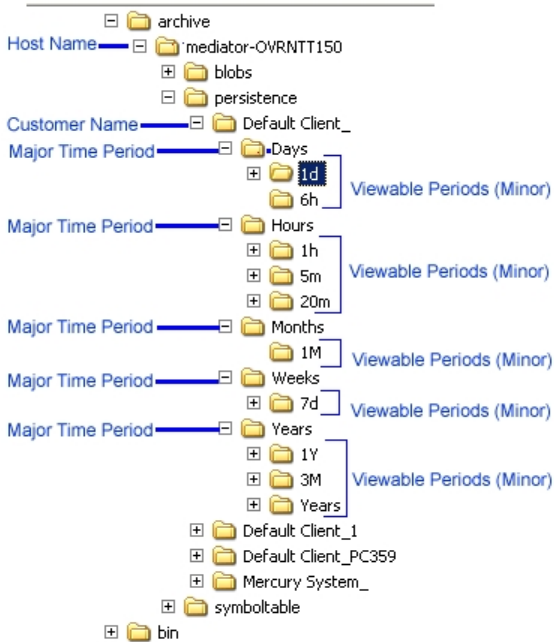 archive
Host Name mediator-OVRNTT150
blobs
persistence
Customer Name Default Client_
Major Time Period Days
1d
Viewable Periods (Minor)
6h
Major Time Period Hours
1h
5m Viewable Periods (Minor)
20m
Major Time Period Months
1M Viewable Periods (Minor)
Major Time Period Weeks
7d Viewable Periods (Minor)
Major Time Period Years
1Y
3M Viewable Periods (Minor)
Years
Default Client_1
Default Client_PC359
Mercury System_
symboltable
bin